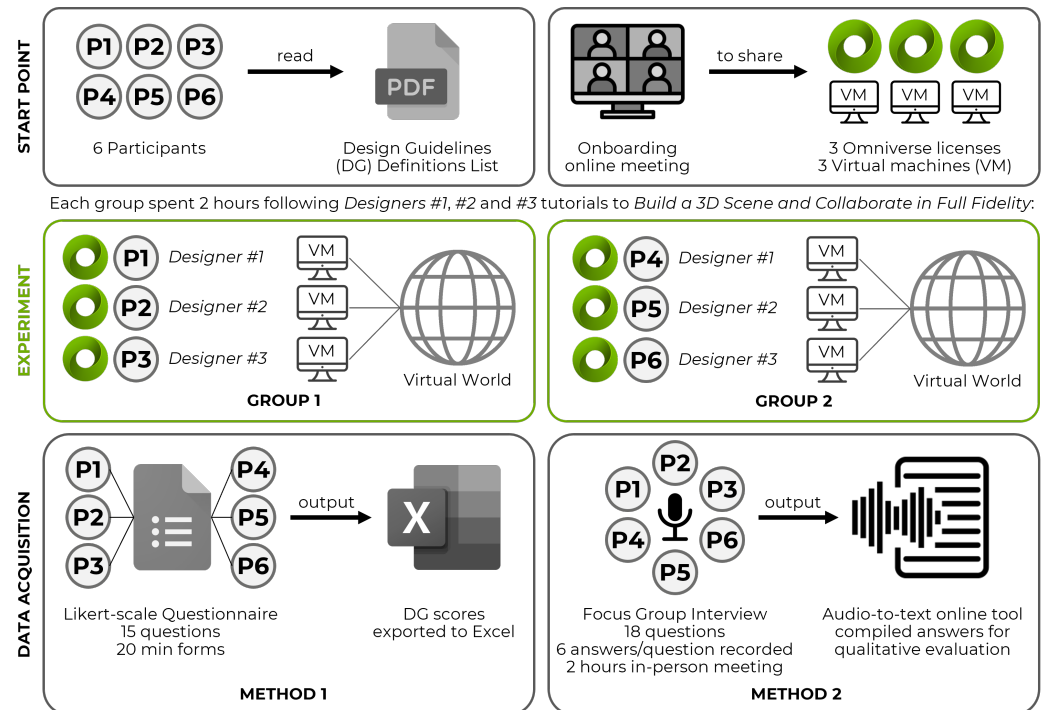 START POINT
P1 P2 P3
P4 P5 P6
6 Participants
read
PDF
Design Guidelines
(DG) Definitions List
Onboarding
online meeting
to share
VM VM VM
3 Omniverse licenses
3 Virtual machines (VM)
Each group spent 2 hours following Designers #1, #2 and #3 tutorials to Build a 3D Scene and Collaborate in Full Fidelity:
EXPERIMENT
P1 Designer #1 VM
P2 Designer #2 VM
P3 Designer #3 VM
Virtual World
GROUP 1
P4 Designer #1 VM
P5 Designer #2 VM
P6 Designer #3 VM
Virtual World
GROUP 2
DATA ACQUISITION
P1 P4
P2 P5
P3 P6
output
X
Likert-scale Questionnaire
15 questions
20 min forms
DG scores
exported to Excel
METHOD 1
P2
P1 P3
P4 P6
P5
output
Focus Group Interview
18 questions
6 answers/question recorded
2 hours in-person meeting
Audio-to-text online tool
compiled answers for
qualitative evaluation
METHOD 2